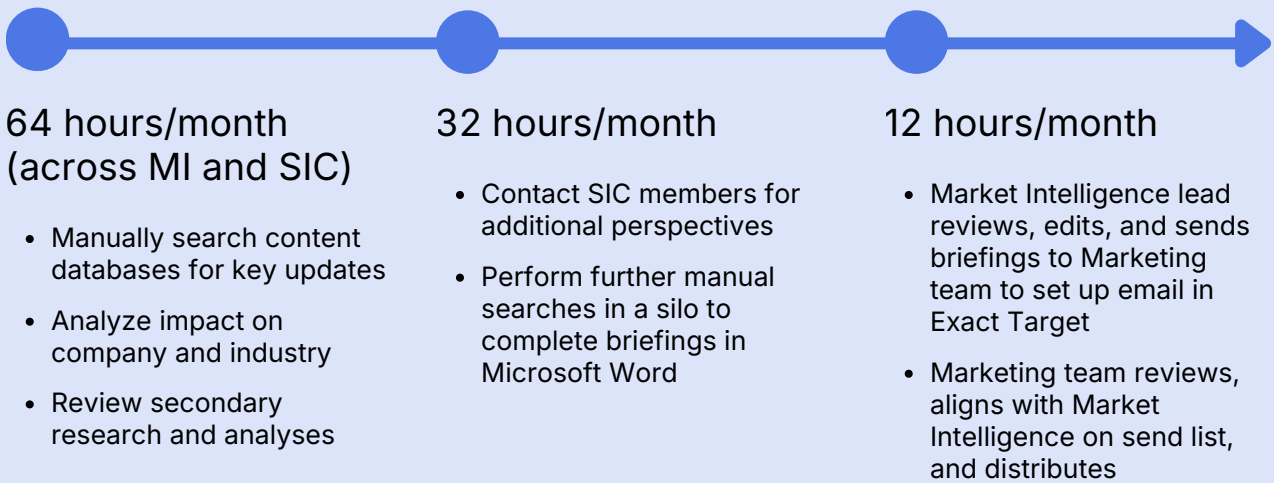 64 hours/month
(across MI and SIC)
• Manually search content
databases for key updates
• Analyze impact on
company and industry
• Review secondary
research and analyses
32 hours/month
• Contact SIC members for
additional perspectives
• Perform further manual
searches in a silo to
complete briefings in
Microsoft Word
12 hours/month
• Market Intelligence lead
reviews, edits, and sends
briefings to Marketing
team to set up email in
Exact Target
• Marketing team reviews,
aligns with Market
Intelligence on send list,
and distributes